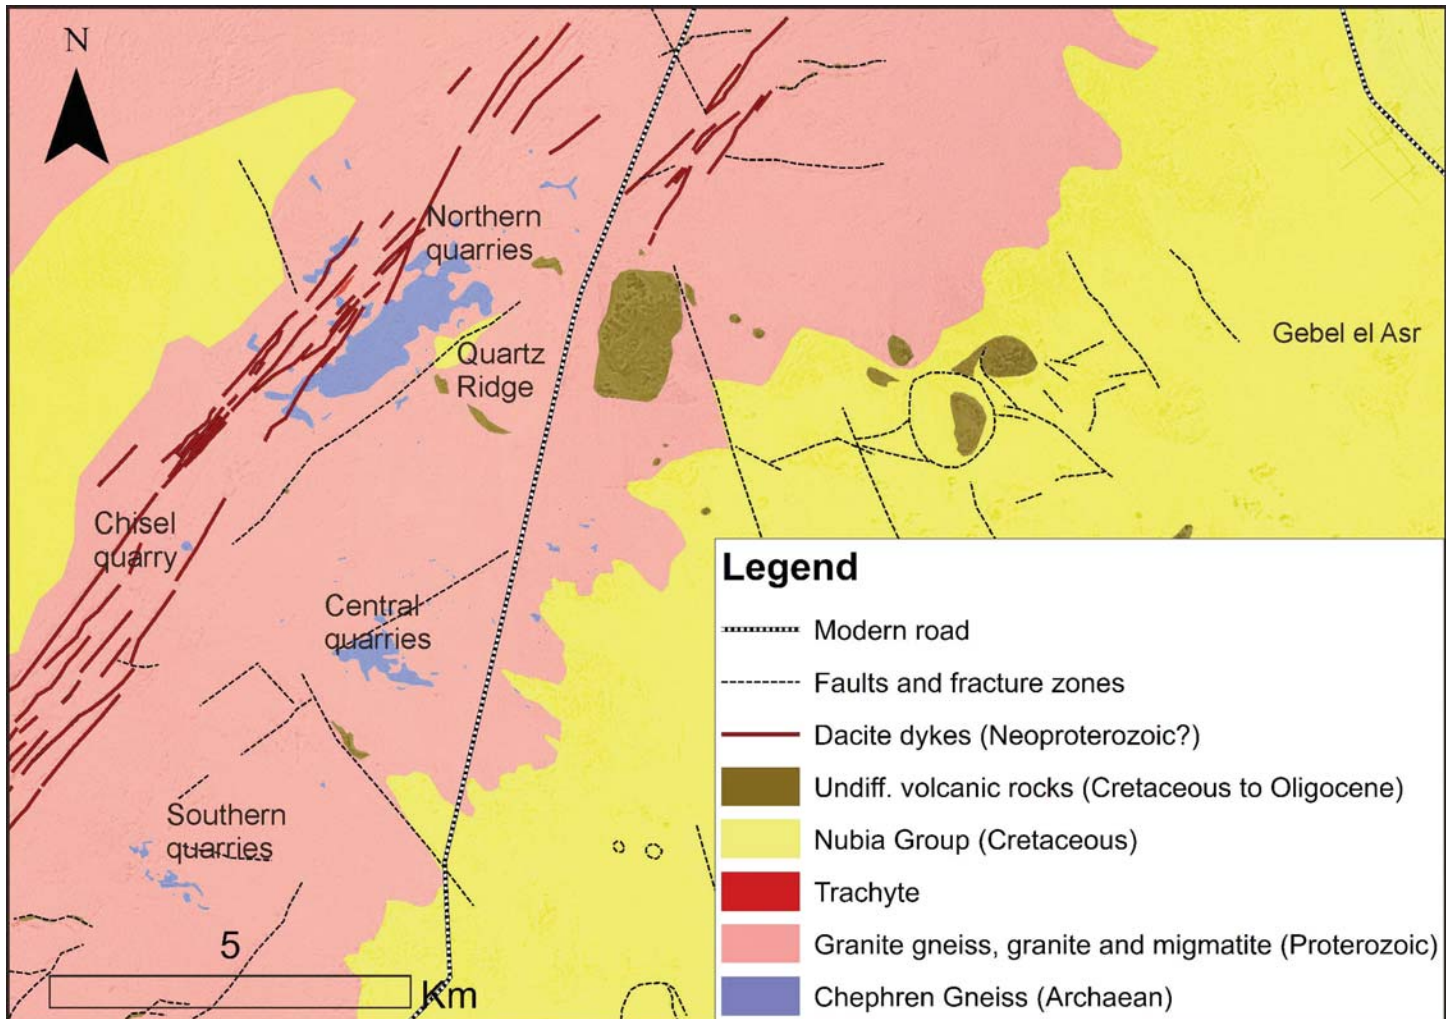 N
Northern
quarries
Gebel el Asr
Quartz
Ridge
Chisel
quarry
Central
quarries
Southern
quarries
5
Km
Legend
Modern road
Faults and fracture zones
Dacite dykes (Neoproterozoic?)
Undiff. volcanic rocks (Cretaceous to Oligocene)
Nubia Group (Cretaceous)
Trachyte
Granite gneiss, granite and migmatite (Proterozoic)
Chephren Gneiss (Archaean)